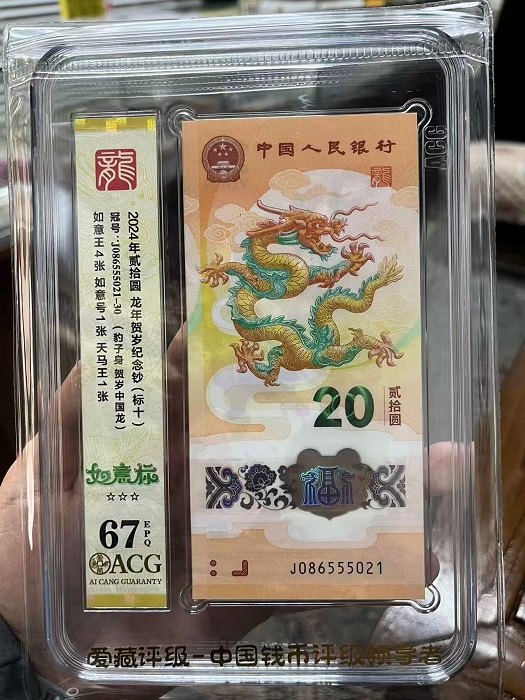 龍
2024年贰拾圆 龙年贺岁纪念钞(标十)
冠号:J086555021-30 (豹子身 贺岁中国龙)
如意王4张 如意号1张 天马王1张
如意标
☆☆☆
67 EPQ
ACG
AI CANG GUARANTY
中国人民银行
龍
20 贰拾圆
福
J086555021
ACG
爱藏评级-中国钱币评级领导者